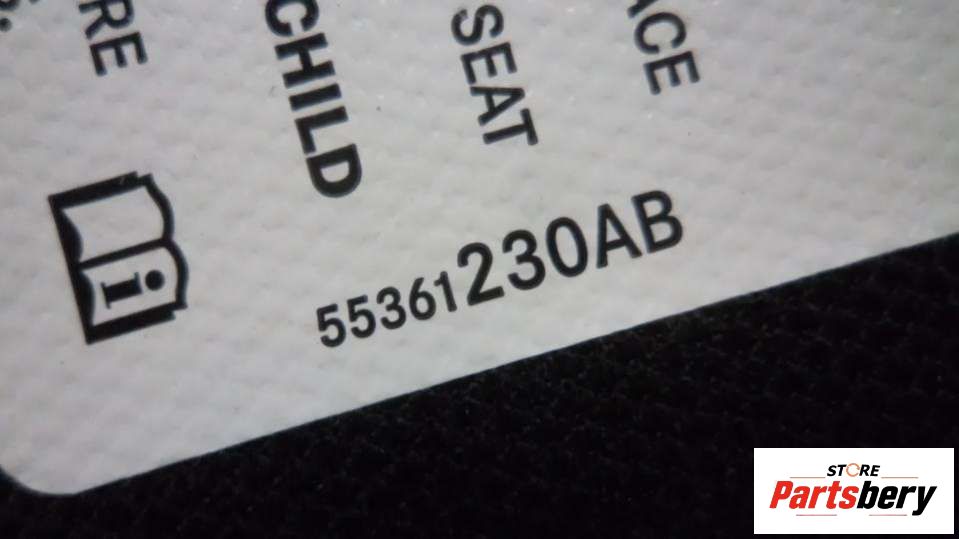 RE
CHILD
SEAT
ACE
55361230AB
STORE
Partsbery